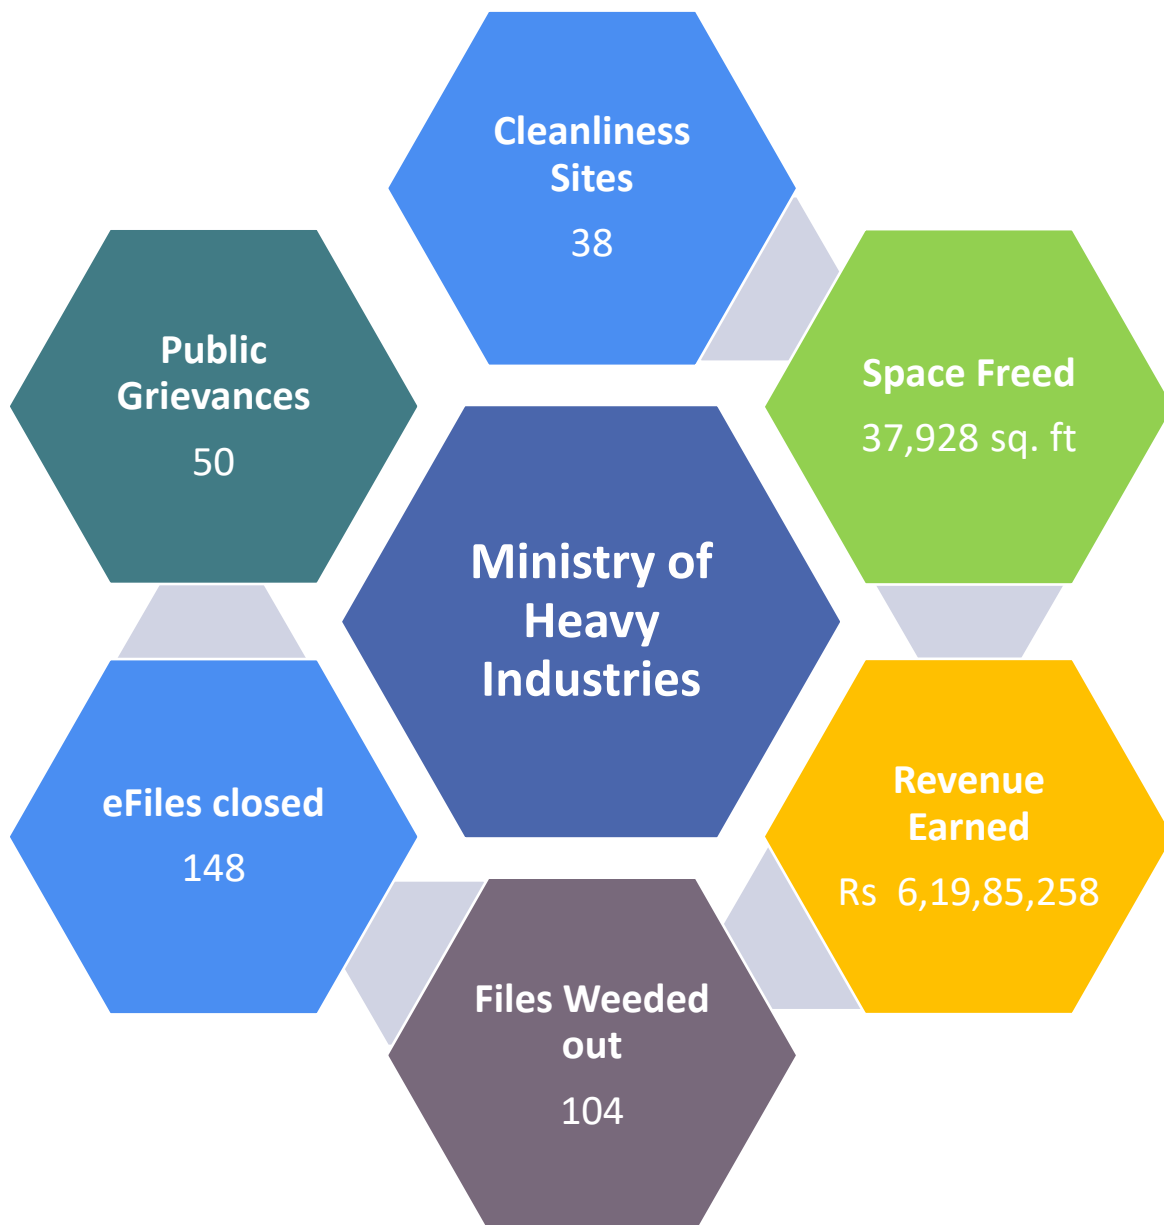 Cleanliness
Sites
38
Space Freed
37,928 sq. ft
Revenue
Earned
Rs  6,19,85,258
Files Weeded
out
104
eFiles closed
148
Public
Grievances
50
Ministry of
Heavy
Industries